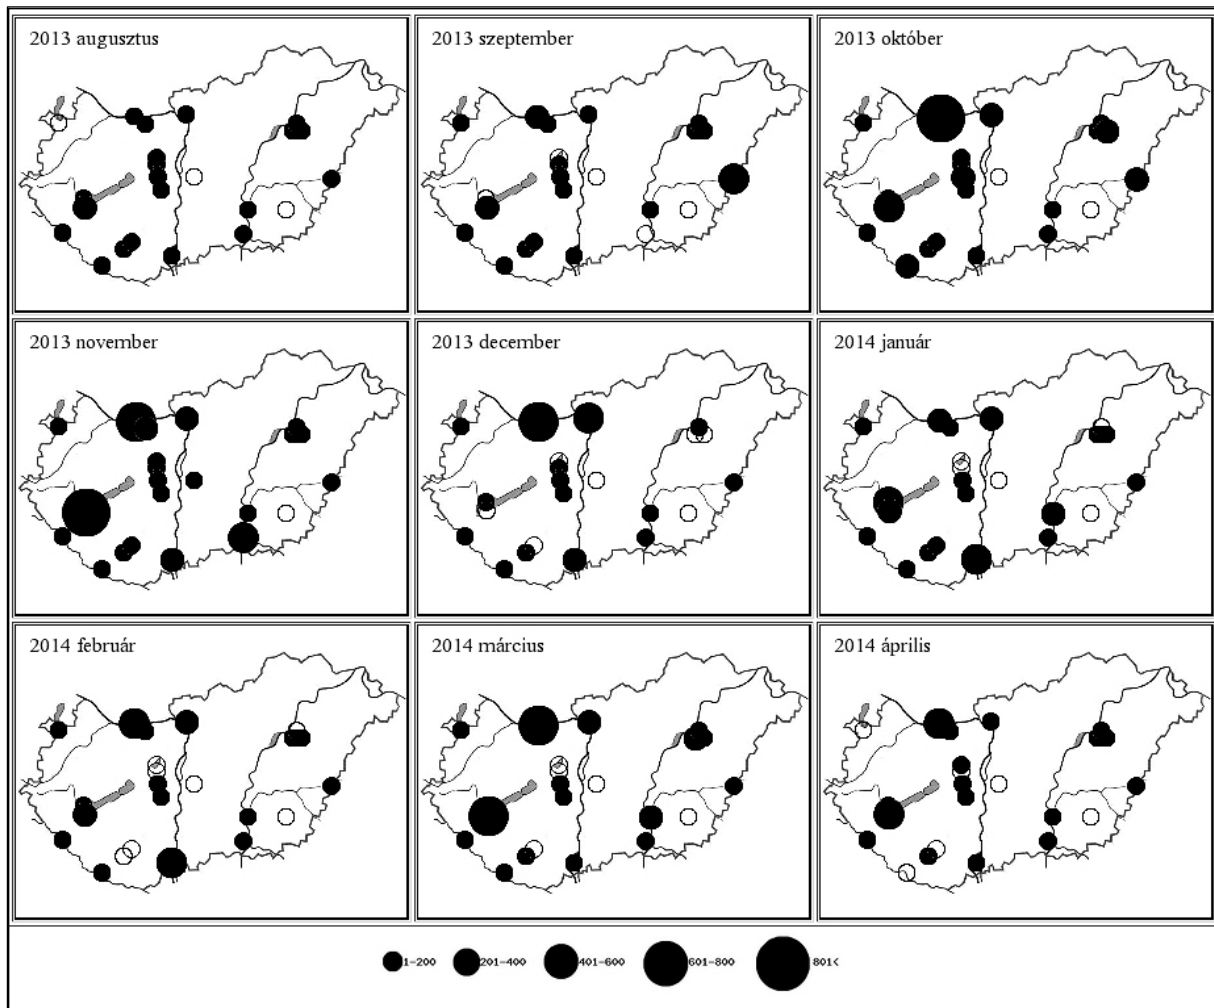 2013 augusztus
2013 szeptember
2013 október
2013 november
2013 december
2014 január
2014 február
2014 március
2014 április
1-200 201-400 401-600 601-800 801<